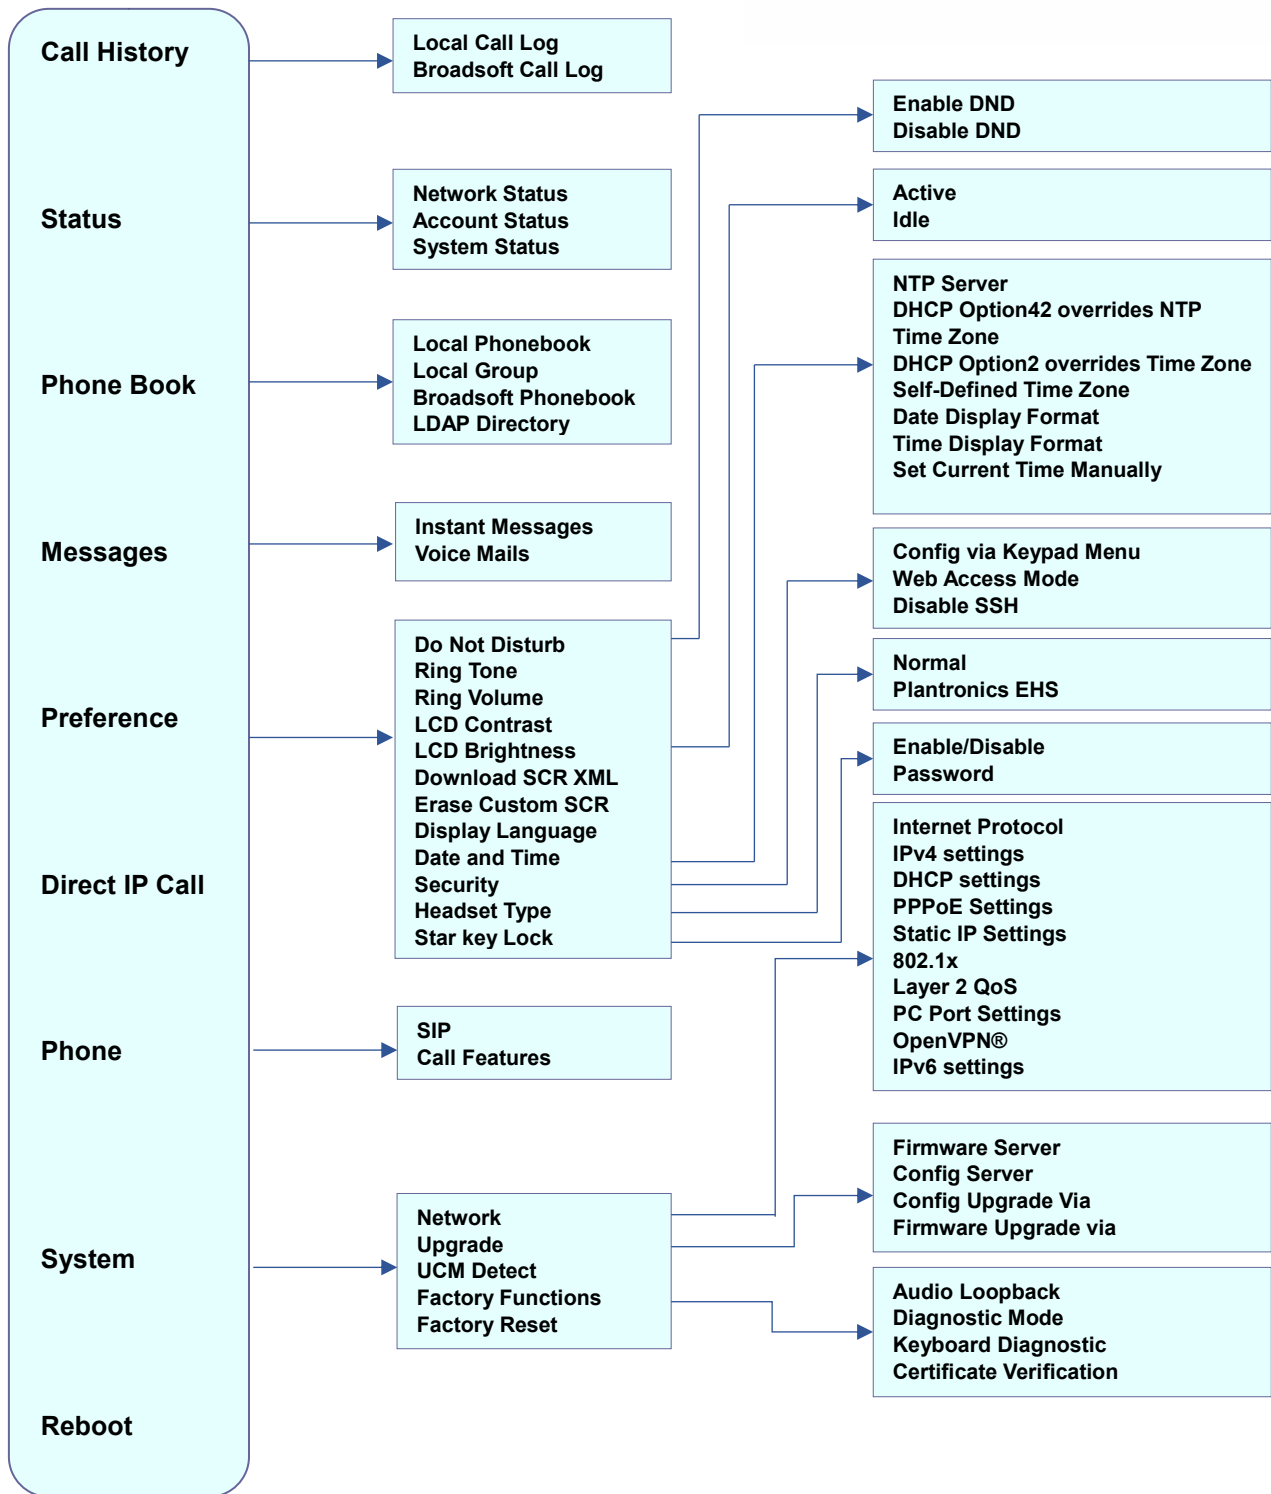 Call History
Status
Phone Book
Messages
Preference
Direct IP Call
Phone
System
Reboot
Local Call Log
Broadsoft Call Log
Network Status
Account Status
System Status
Local Phonebook
Local Group
Broadsoft Phonebook
LDAP Directory
Instant Messages
Voice Mails
Do Not Disturb
Ring Tone
Ring Volume
LCD Contrast
LCD Brightness
Download SCR XML
Erase Custom SCR
Display Language
Date and Time
Security
Headset Type
Star key Lock
SIP
Call Features
Network
Upgrade
UCM Detect
Factory Functions
Factory Reset
Enable DND
Disable DND
Active
Idle
NTP Server
DHCP Option42 overrides NTP
Time Zone
DHCP Option2 overrides Time Zone
Self-Defined Time Zone
Date Display Format
Time Display Format
Set Current Time Manually
Config via Keypad Menu
Web Access Mode
Disable SSH
Normal
Plantronics EHS
Enable/Disable
Password
Internet Protocol
IPv4 settings
DHCP settings
PPPoE Settings
Static IP Settings
802.1x
Layer 2 QoS
PC Port Settings
OpenVPN®
IPv6 settings
Firmware Server
Config Server
Config Upgrade Via
Firmware Upgrade via
Audio Loopback
Diagnostic Mode
Keyboard Diagnostic
Certificate Verification